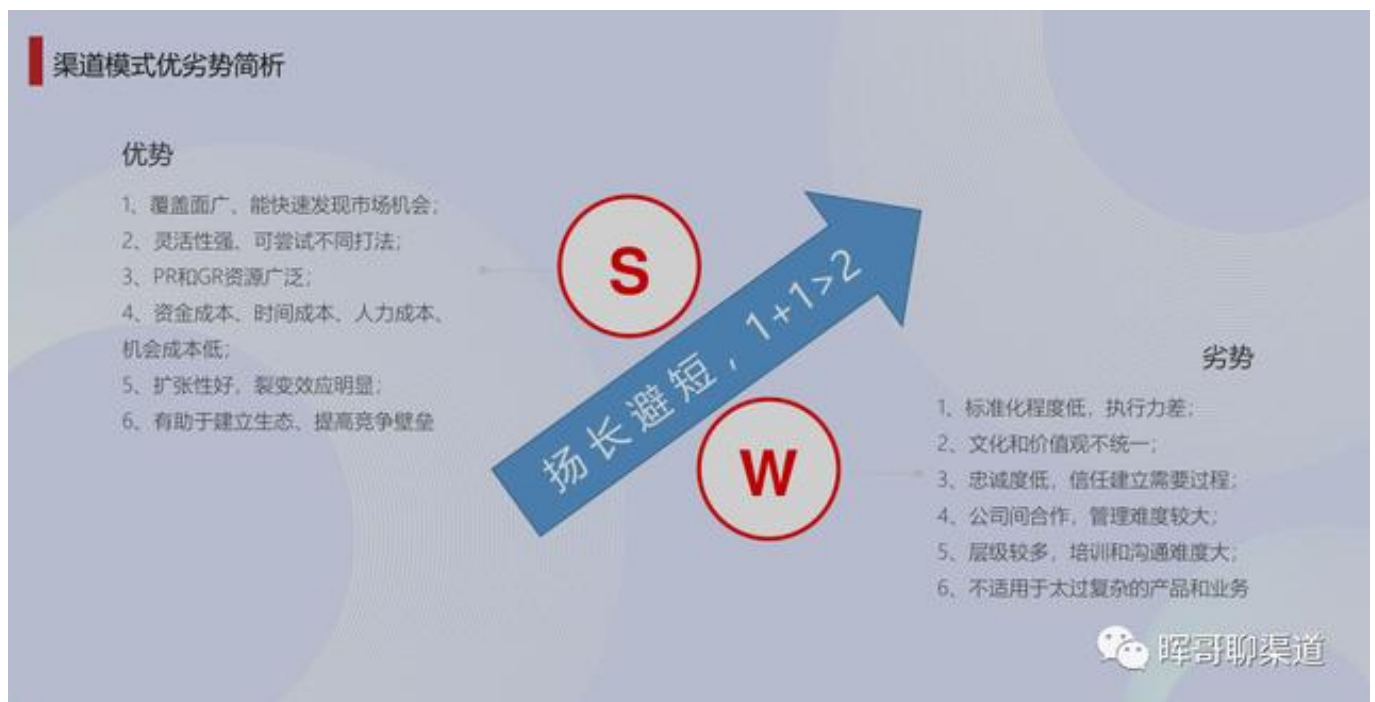 渠道模式优劣势简析
优势
1、覆盖面广、能快速发现市场机会；
2、灵活性强、可尝试不同打法；
3、PR和GR资源广泛；
4、资金成本、时间成本、人力成本、
机会成本低；
5、扩张性好，裂变效应明显；
6、有助于建立生态、提高竞争壁垒
S
扬长避短，1+1>2
W
劣势
1、标准化程度低，执行力差；
2、文化和价值观不统一；
3、忠诚度低，信任建立需要过程；
4、公司间合作，管理难度较大；
5、层级较多，培训和沟通难度大；
6、不适用于太过复杂的产品和业务
晖哥聊渠道